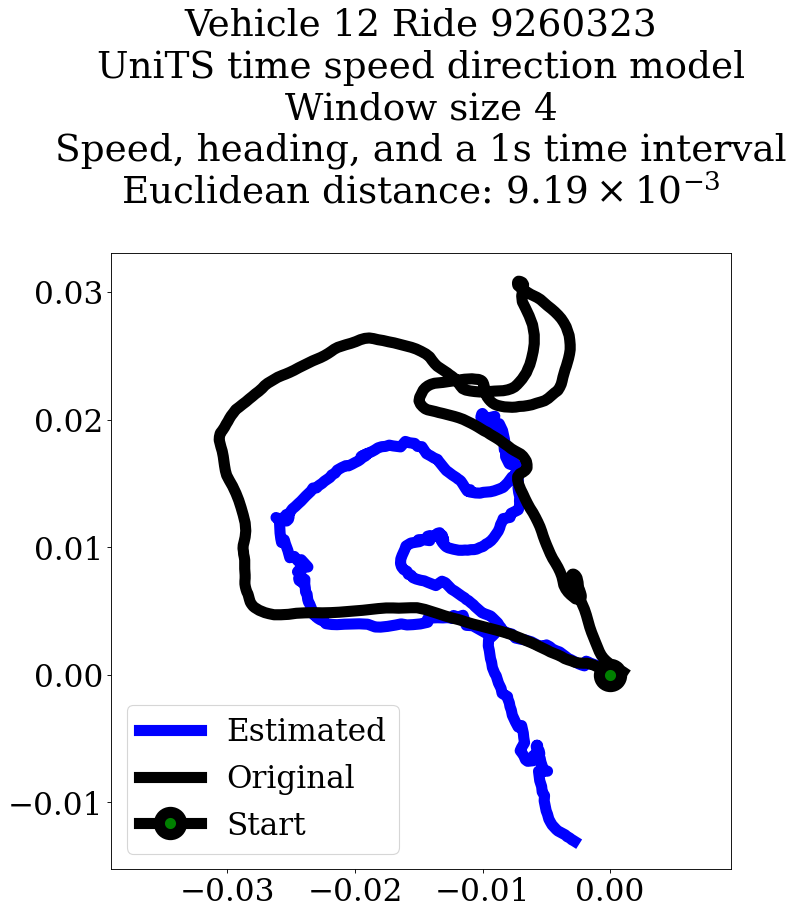 Vehicle 12 Ride 9260323
UniTS time speed direction model
Window size 4
Speed, heading, and a 1s time interval
Euclidean distance: 9.19 × 10⁻³
0.03
0.02
0.01
0.00
−0.01
Estimated
Original
Start
−0.03
−0.02
−0.01
0.00